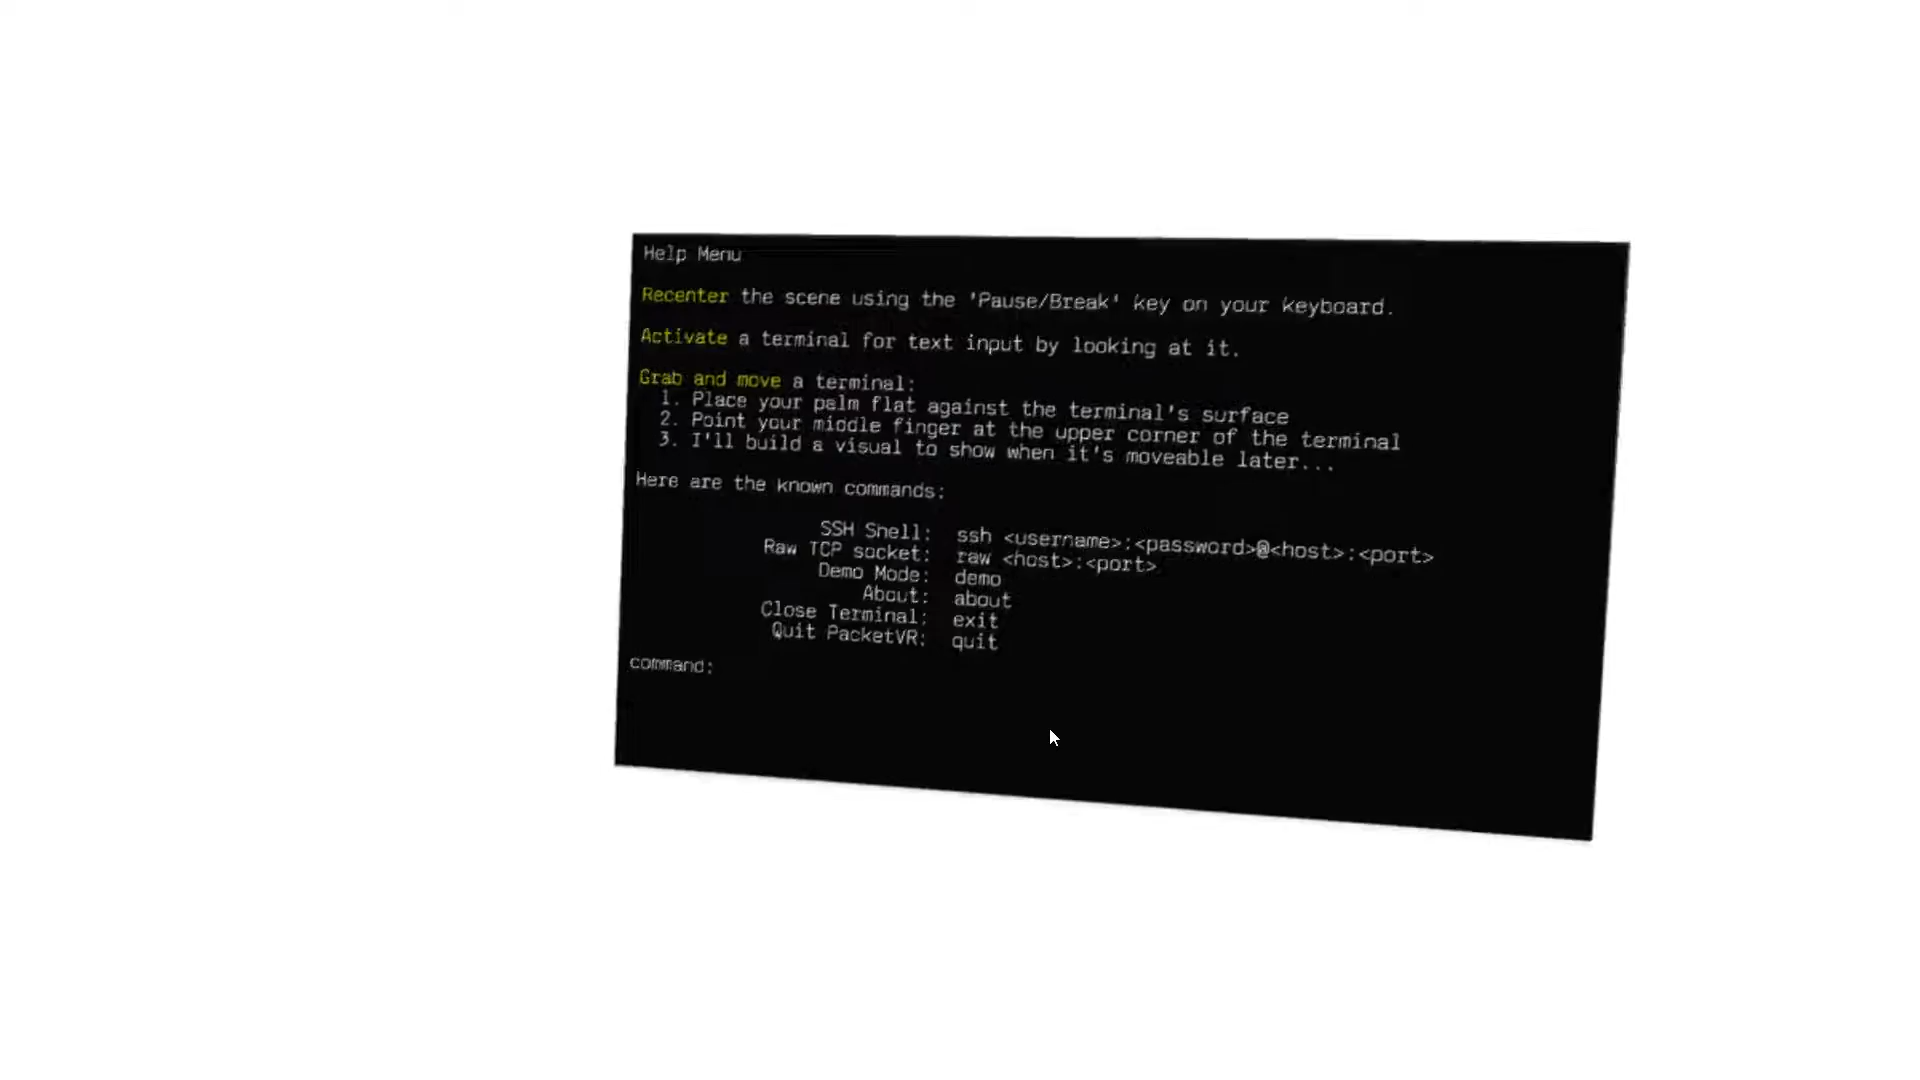 Help Menu
Recenter the scene using the 'Pause/Break' key on your keyboard.
Activate a terminal for text input by looking at it.
Grab and move a terminal:
1. Place your palm flat against the terminal's surface
2. Point your middle finger at the upper corner of the terminal
3. I'll build a visual to show when it's moveable later...
Here are the known commands:
SSH Shell: ssh <username>:<password>@<host>:<port>
Raw TCP socket: raw <host>:<port>
Demo Mode: demo
About: about
Close Terminal: exit
Quit PacketVR: quit
command: